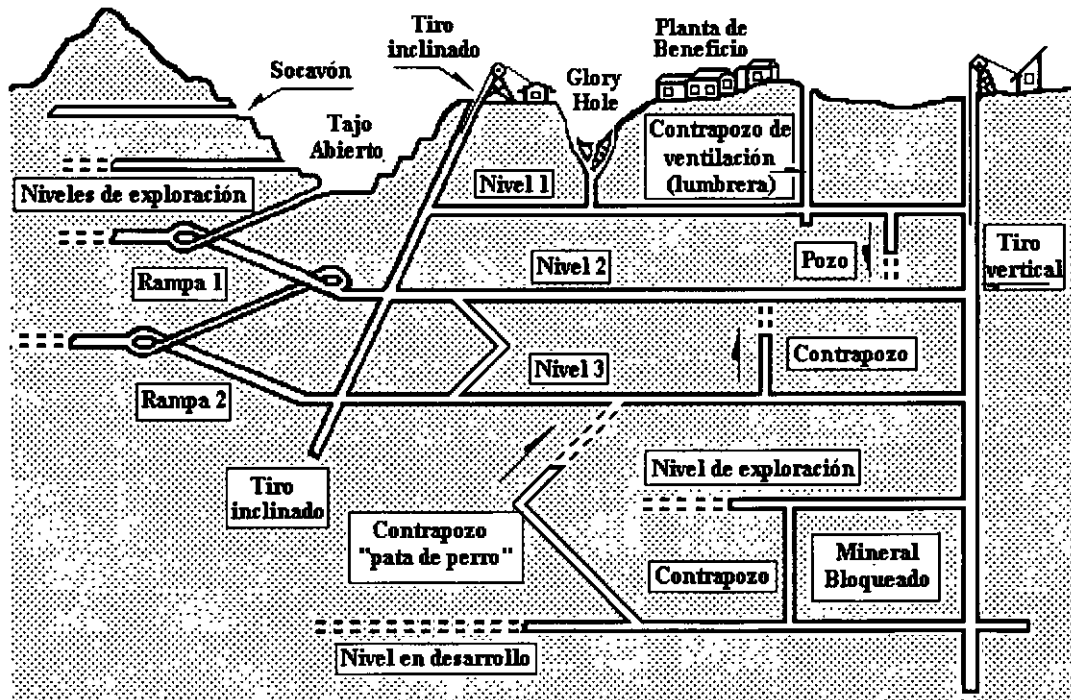 Tiro
inclinado
Planta de
Beneficio
Socavón
Glory
Hole
Tajo
Abierto
Contrapozo de
ventilación
(lumbrera)
Nivel 1
Niveles de exploración
Tiro
vertical
Pozo
Nivel 2
Rampa 1
Contrapozo
Nivel 3
Rampa 2
Nivel de exploración
Tiro
inclinado
Contrapozo
"pata de perro"
Mineral
Bloqueado
Contrapozo
Nivel en desarrollo